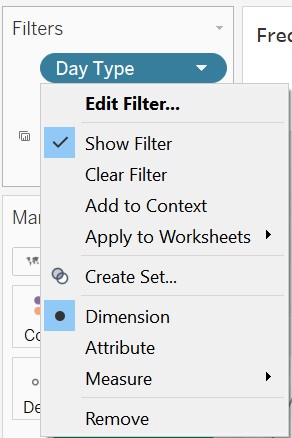 Filters
Freq
Day Type
Edit Filter...
Show Filter
Clear Filter
Add to Context
Apply to Worksheets
Create Set...
Dimension
Attribute
Measure
Remove
Ma
Co
De